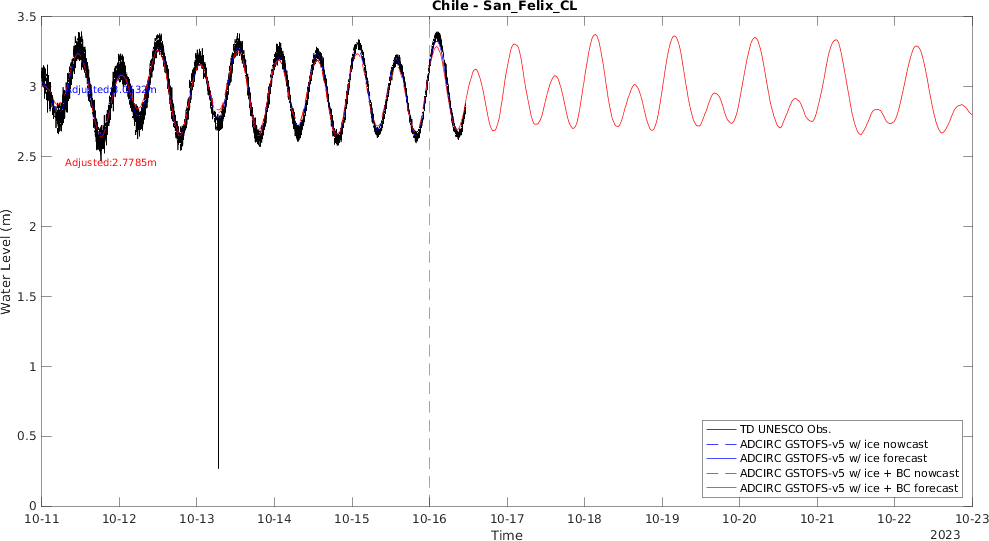 Chile - San_Felix_CL
3.5
3
2.5
2
1.5
1
0.5
0
Water Level (m)
Adjusted:2.7785m
TD UNESCO Obs.
ADCIRC GSTOFS-v5 w/ ice nowcast
ADCIRC GSTOFS-v5 w/ ice forecast
ADCIRC GSTOFS-v5 w/ ice + BC nowcast
ADCIRC GSTOFS-v5 w/ ice + BC forecast
10-11 10-12 10-13 10-14 10-15 10-16 10-17 10-18 10-19 10-20 10-21 10-22 10-23
Time
2023